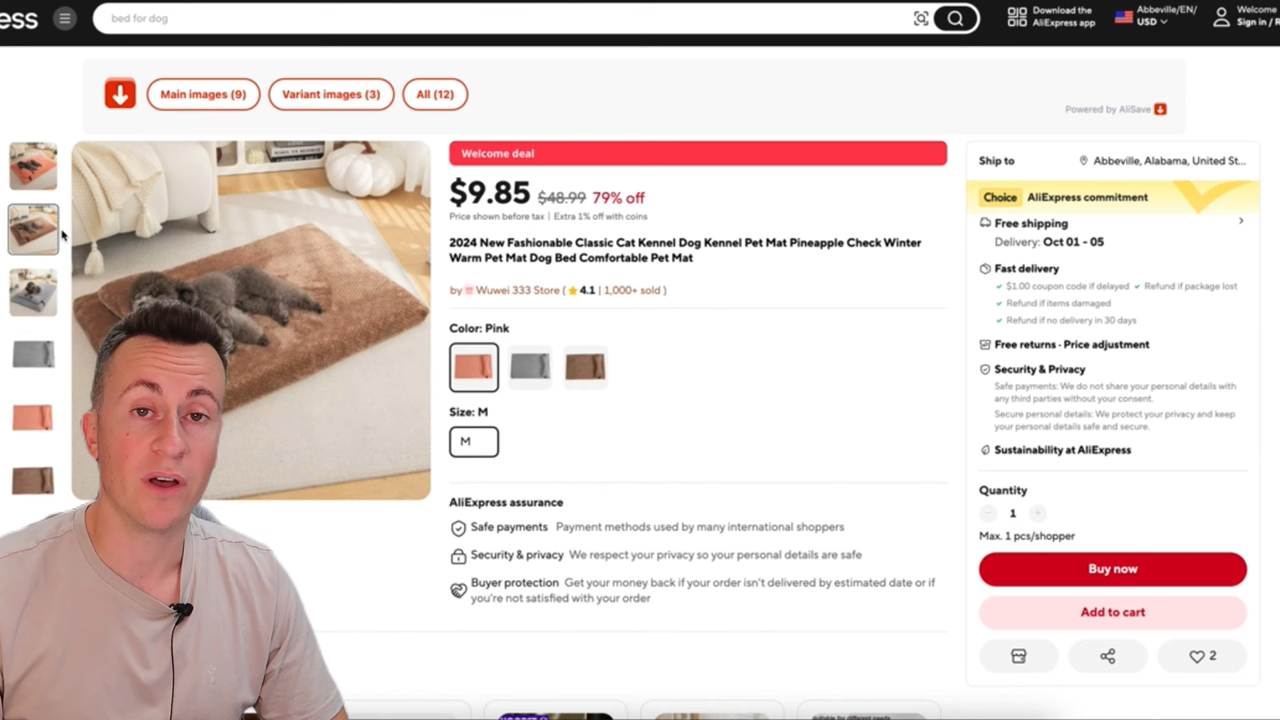 ess
bed for dog
Download the
AliExpress app
Abbeville/EN/
USD
Welcome
Sign in / R
Main images (9)
Variant images (3)
All (12)
Powered by AliSave
Welcome deal
$9.85 $48.99 79% off
Price shown before tax | Extra 1% off with coins
2024 New Fashionable Classic Cat Kennel Dog Kennel Pet Mat Pineapple Check Winter
Warm Pet Mat Dog Bed Comfortable Pet Mat
by Wuwei 333 Store ( 4.1 | 1,000+ sold )
Color: Pink
Size: M
M
AliExpress assurance
Safe payments Payment methods used by many international shoppers
Security & privacy We respect your privacy so your personal details are safe
Buyer protection Get your money back if your order isn't delivered by estimated date or if
you're not satisfied with your order
Ship to
Abbeville, Alabama, United St...
Choice AliExpress commitment
Free shipping
Delivery: Oct 01 - 05
Fast delivery
$1.00 coupon code if delayed Refund if package lost
Refund if items damaged
Refund if no delivery in 30 days
Free returns · Price adjustment
Security & Privacy
Safe payments: We do not share your personal details with
any third parties without your consent.
Secure personal details: We protect your privacy and keep
your personal details safe and secure.
Sustainability at AliExpress
Quantity
1
Max. 1 pcs/shopper
Buy now
Add to cart
2